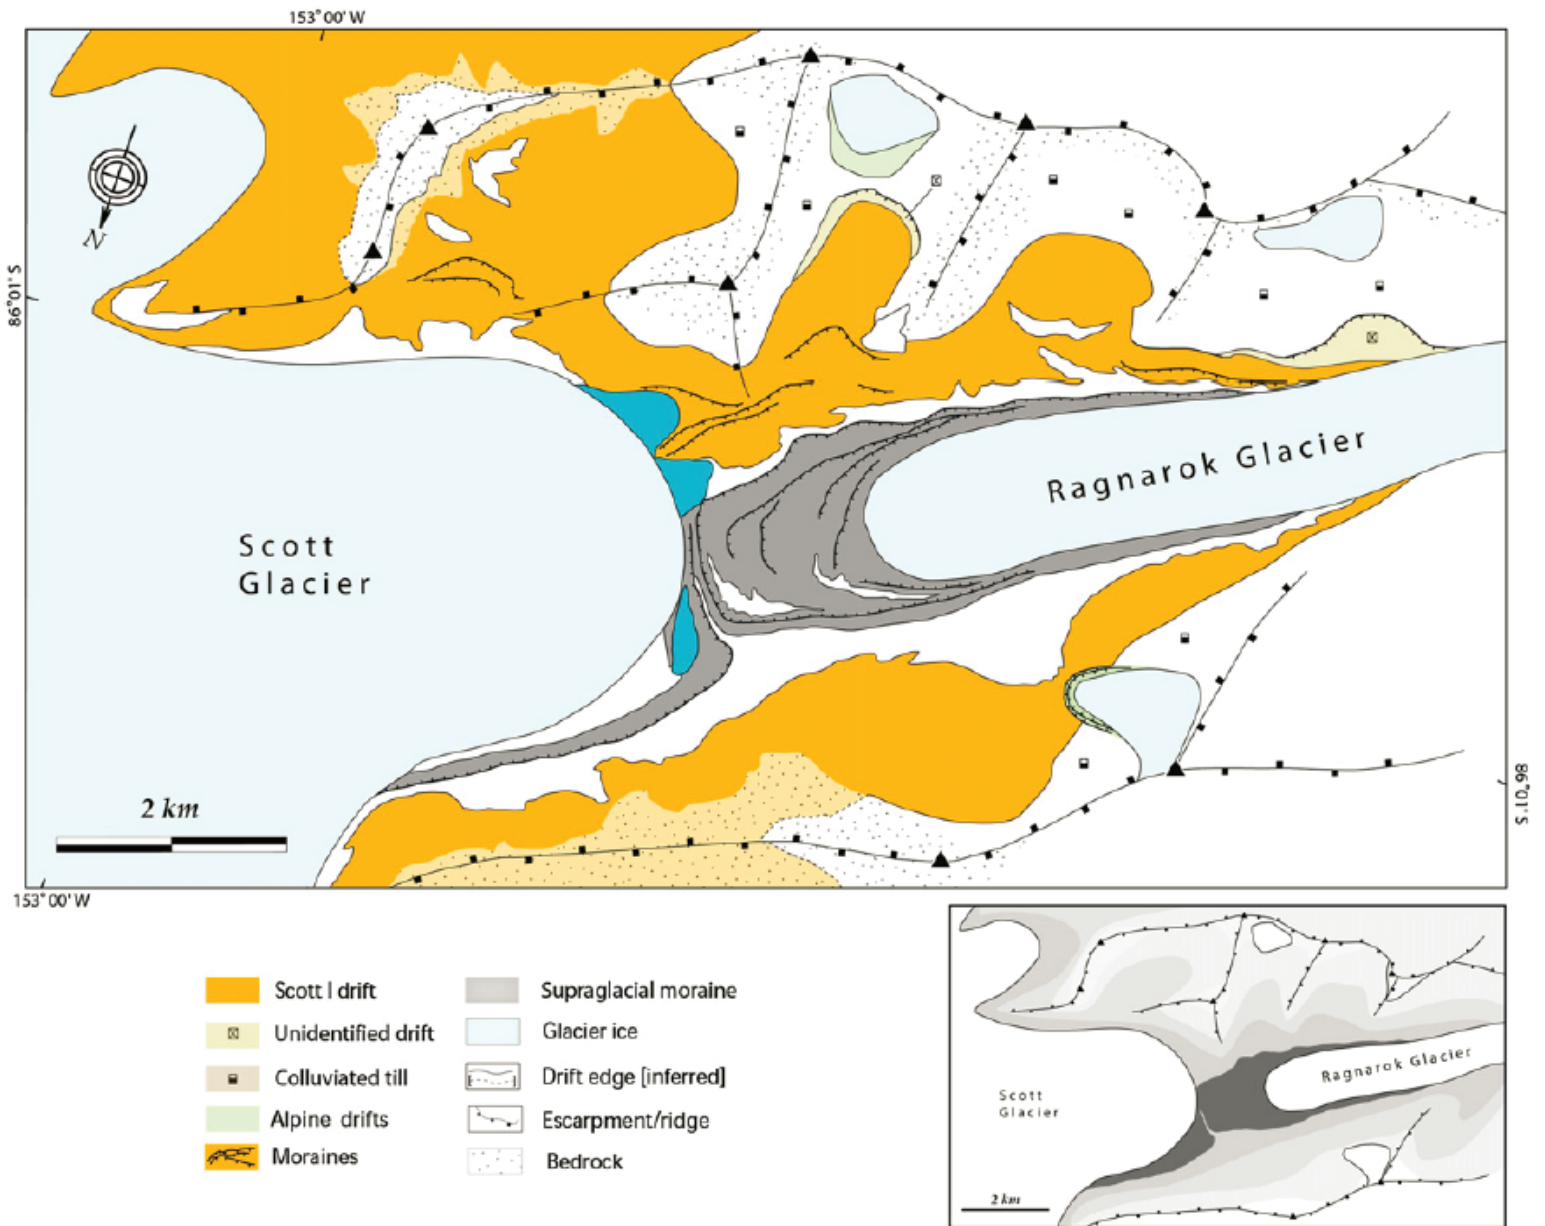 153° 00' W
N
86°01' S
Ragnarok Glacier
Scott
Glacier
2 km
86°01' S
153° 00' W
Scott I drift
Unidentified drift
Colluviated till
Alpine drifts
Moraines
Supraglacial moraine
Glacier ice
Drift edge [inferred]
Escarpment/ridge
Bedrock
Ragnarok Glacier
Scott
Glacier
2 km